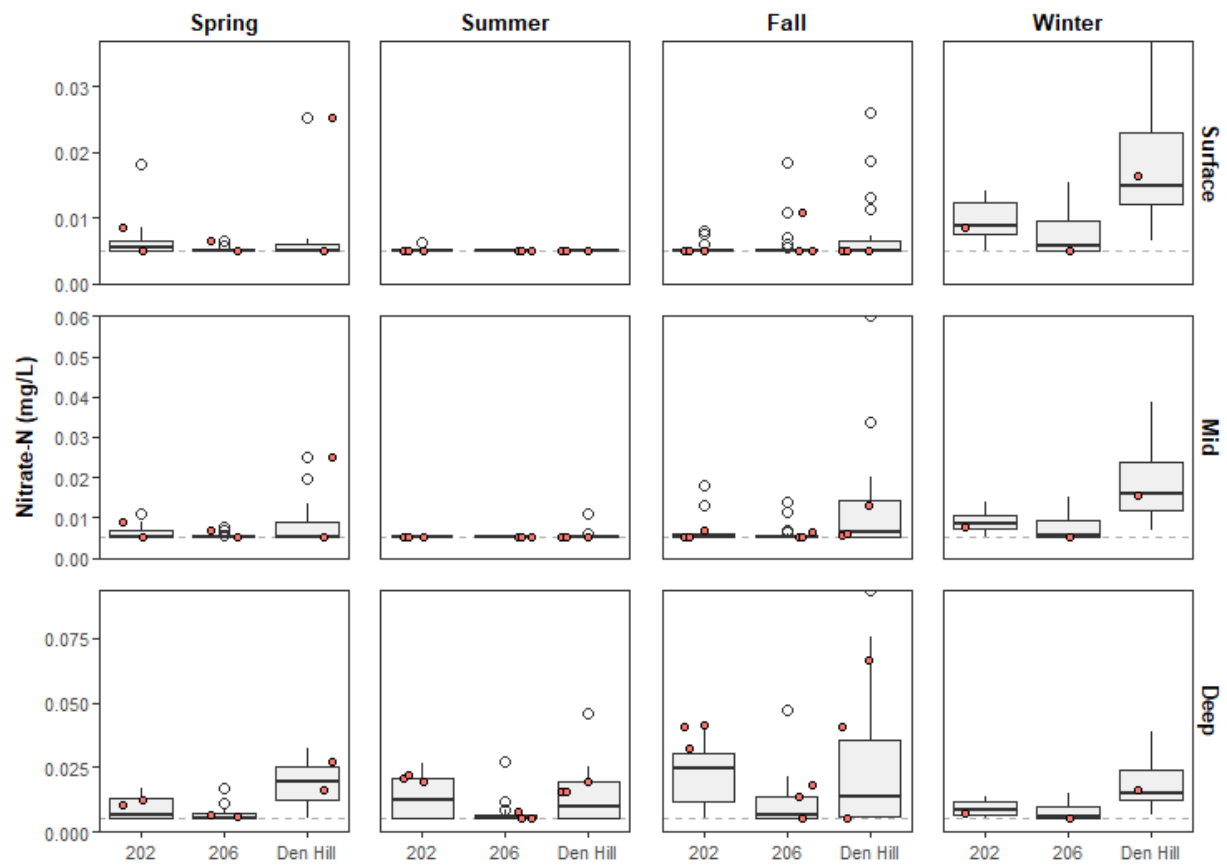 Spring Summer Fall Winter
0.03
0.02
0.01
0.00
Surface
0.06
0.05
0.04
0.03
0.02
0.01
0.00
Mid
Nitrate-N (mg/L)
0.075
0.050
0.025
0.000
Deep
202 206 Den Hill 202 206 Den Hill 202 206 Den Hill 202 206 Den Hill